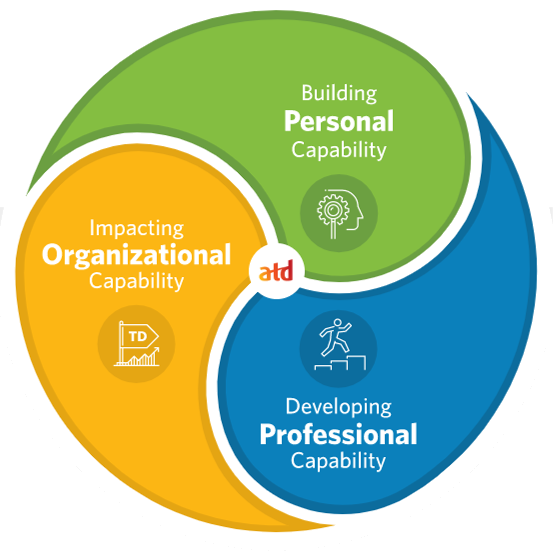 Building
Personal
Capability
Impacting
Organizational
Capability
TD
atd
Developing
Professional
Capability